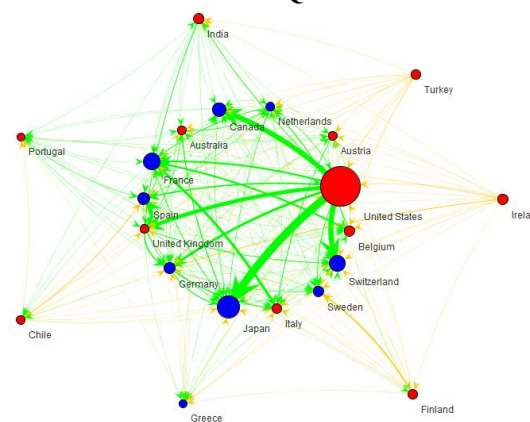 Q
India
Turkey
Canada
Netherlands
Portugal
Australia
Austria
France
Spain
United States
Irela
United Kingdom
Belgium
Germany
Switzerland
Sweden
Chile
Japan
Italy
Greece
Finland